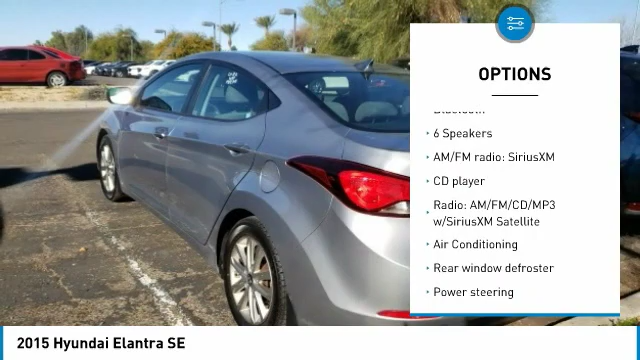 OPTIONS
Bluetooth
6 Speakers
AM/FM radio: SiriusXM
CD player
Radio: AM/FM/CD/MP3
w/SiriusXM Satellite
Air Conditioning
Rear window defroster
Power steering
2015 Hyundai Elantra SE